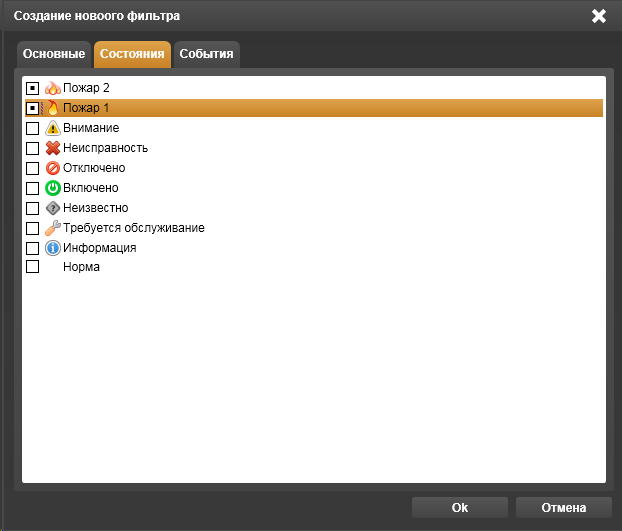 Создание новоого фильтра
Основные Состояния События
Пожар 2
Пожар 1
Внимание
Неисправность
Отключено
Включено
Неизвестно
Требуется обслуживание
Информация
Норма
Ok Отмена